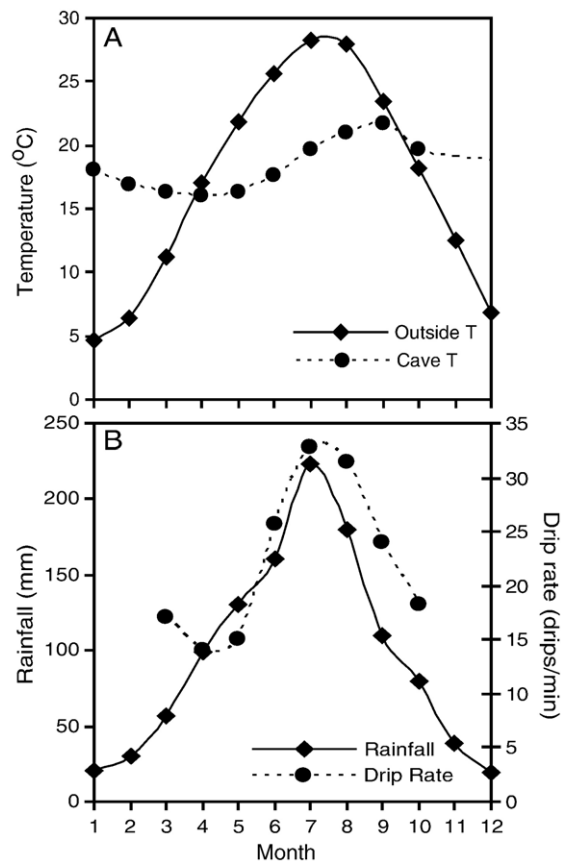 A
30
25
20
15
10
5
0
Temperature (°C)
Outside T
Cave T
B
250
200
150
100
50
0
Rainfall (mm)
35
30
25
20
15
10
5
0
Drip rate (drips/min)
Rainfall
Drip Rate
1 2 3 4 5 6 7 8 9 10 11 12
Month